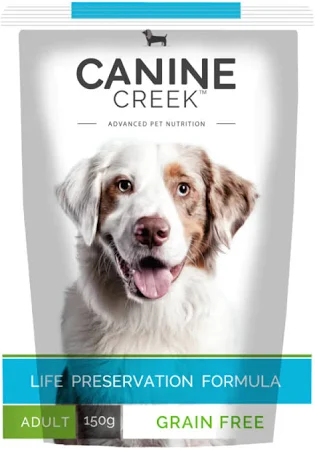 CANINE
CREEK™
ADVANCED PET NUTRITION
LIFE PRESERVATION FORMULA
ADULT 150g GRAIN FREE